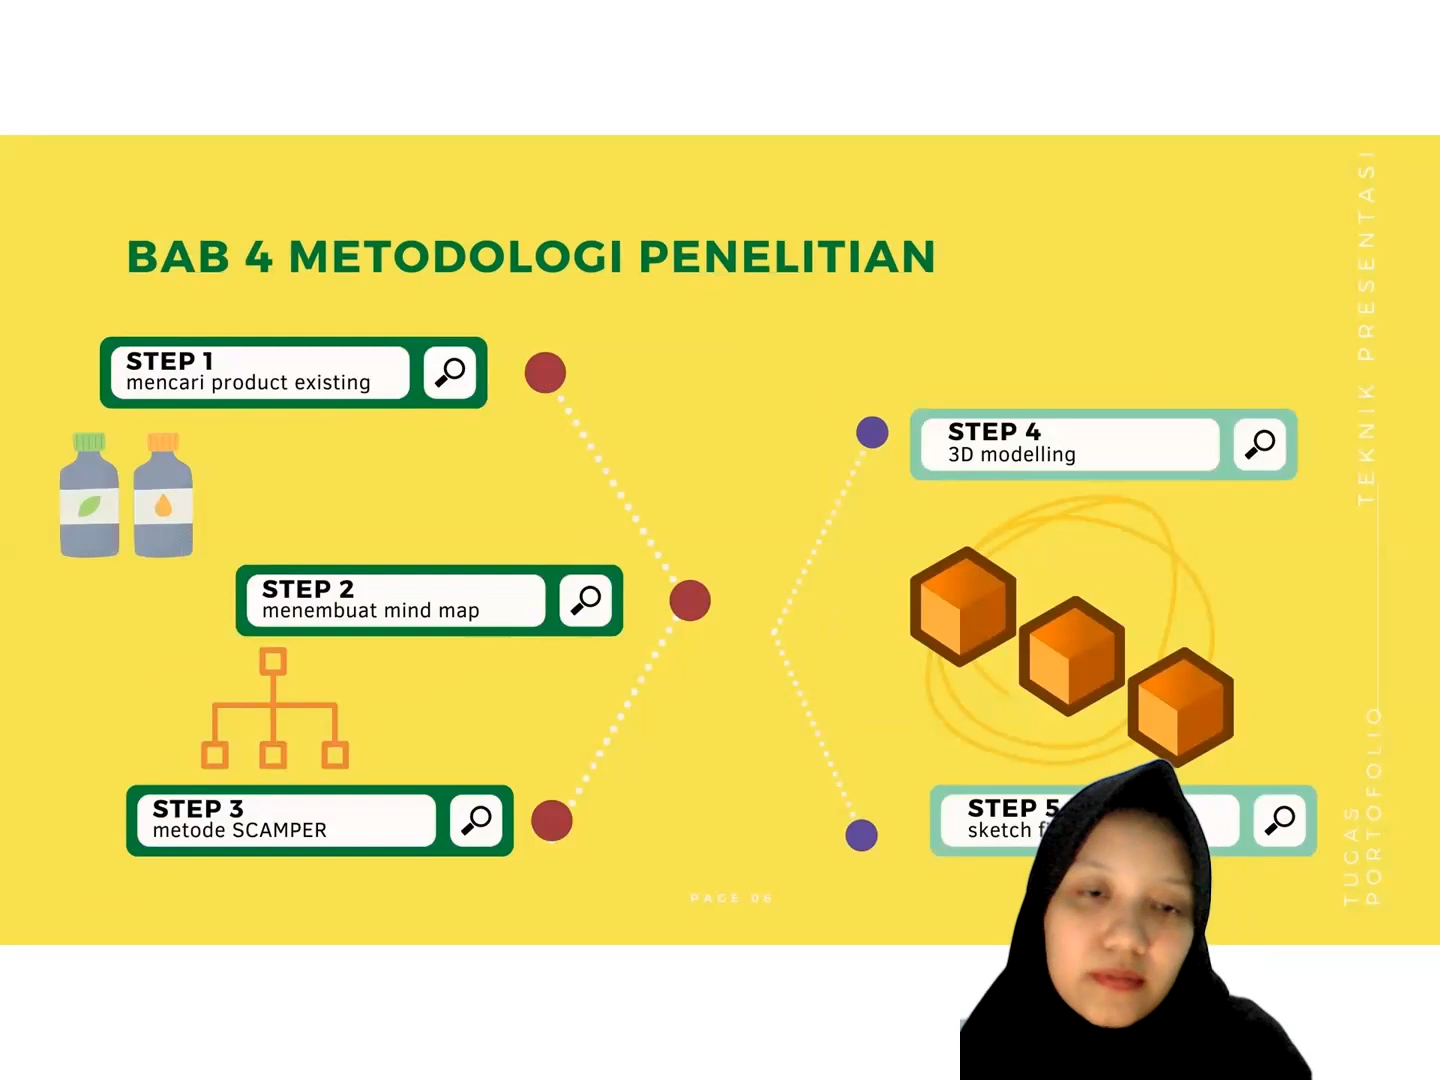 BAB 4 METODOLOGI PENELITIAN
STEP 1
mencari product existing
STEP 2
menembuat mind map
STEP 3
metode SCAMPER
STEP 4
3D modelling
STEP 5
sketch
PAGE 06
TEKNIK PRESENTASI
TUGAS
PORTOFOLIO